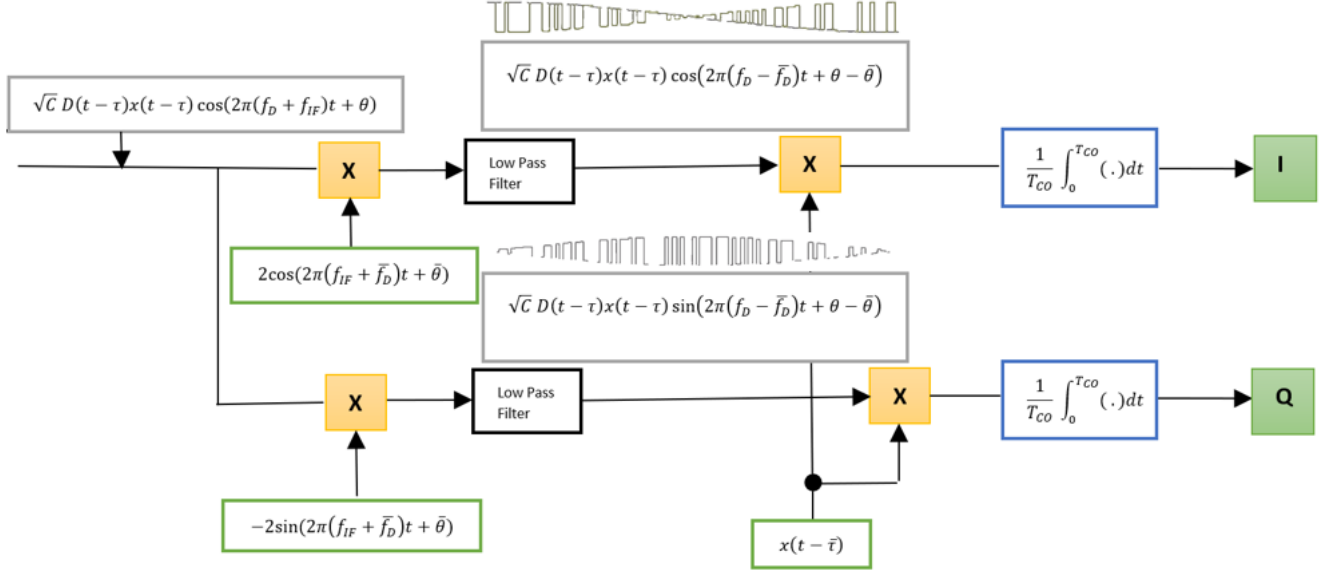 √C D(t − τ)x(t − τ) cos(2π(f_D − f̄_D)t + θ − θ̄)
√C D(t − τ)x(t − τ) cos(2π(f_D + f_IF)t + θ)
X
Low Pass
Filter
X
1/T_CO ∫_0^T_CO (.)dt
I
2cos(2π(f_IF + f̄_D)t + θ̄)
√C D(t − τ)x(t − τ) sin(2π(f_D − f̄_D)t + θ − θ̄)
X
Low Pass
Filter
X
1/T_CO ∫_0^T_CO (.)dt
Q
−2sin(2π(f_IF + f̄_D)t + θ̄)
x(t − τ̄)